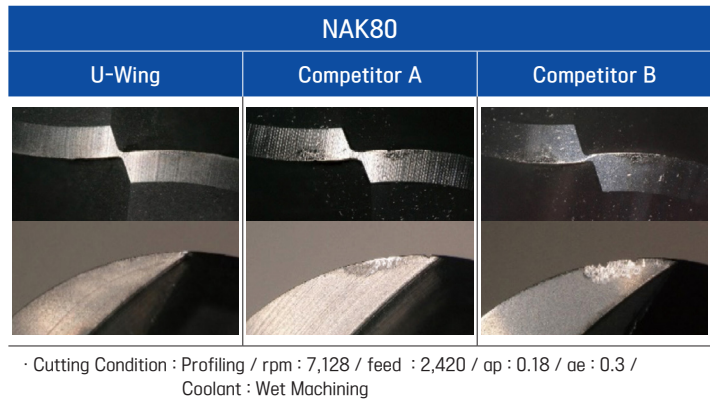 NAK80
U-Wing
Competitor A
Competitor B
· Cutting Condition : Profiling / rpm : 7,128 / feed : 2,420 / ap : 0.18 / ae : 0.3 /
Coolant : Wet Machining